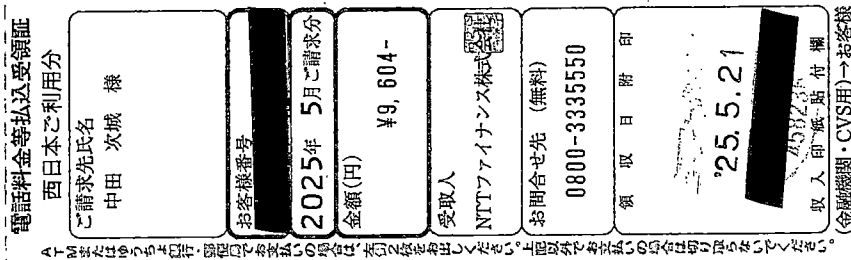 電話料金等払込受領証
西日本ご利用分
ご請求先氏名
中田 次城 様
お客様番号
2025年 5月ご請求分
金額(円)
¥9,604-
受取人
NTTファイナンス株式会社
お問合せ先 (無料)
0800-3335550
領収日附印
'25.5.21
収入印紙貼付欄
(金融機関・CVS用)→お客様
ATMまたはゆうちょ銀行・郵便局でお支払いの場合は、左記2枚をお出しください。上記以外でお支払いの場合は切り取らないでください。